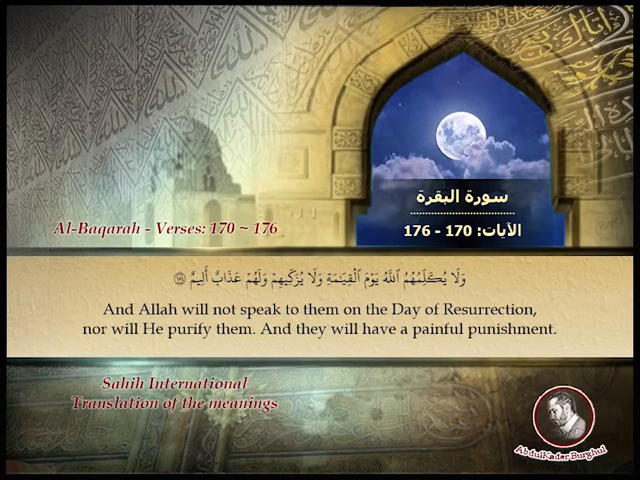 سورة البقرة
الآيات: 170 - 176
Al-Baqarah - Verses: 170 ~ 176
وَلَا يُكَلِّمُهُمُ ٱللَّهُ يَوْمَ ٱلْقِيَـٰمَةِ وَلَا يُزَكِّيهِمْ وَلَهُمْ عَذَابٌ أَلِيمٌ ١٧٤
And Allah will not speak to them on the Day of Resurrection,
nor will He purify them. And they will have a painful punishment.
Sahih International
Translation of the meanings
AbdulKader Burghul